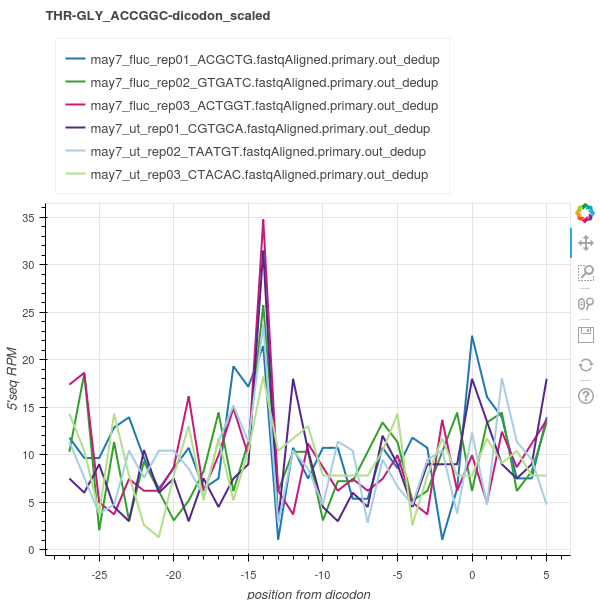 THR-GLY_ACCGGC-dicodon_scaled
may7_fluc_rep01_ACGCTG.fastqAligned.primary.out_dedup
may7_fluc_rep02_GTGATC.fastqAligned.primary.out_dedup
may7_fluc_rep03_ACTGGT.fastqAligned.primary.out_dedup
may7_ut_rep01_CGTGCA.fastqAligned.primary.out_dedup
may7_ut_rep02_TAATGT.fastqAligned.primary.out_dedup
may7_ut_rep03_CTACAC.fastqAligned.primary.out_dedup
35
30
25
20
15
10
5
0
5'seq RPM
-25 -20 -15 -10 -5 0 5
position from dicodon